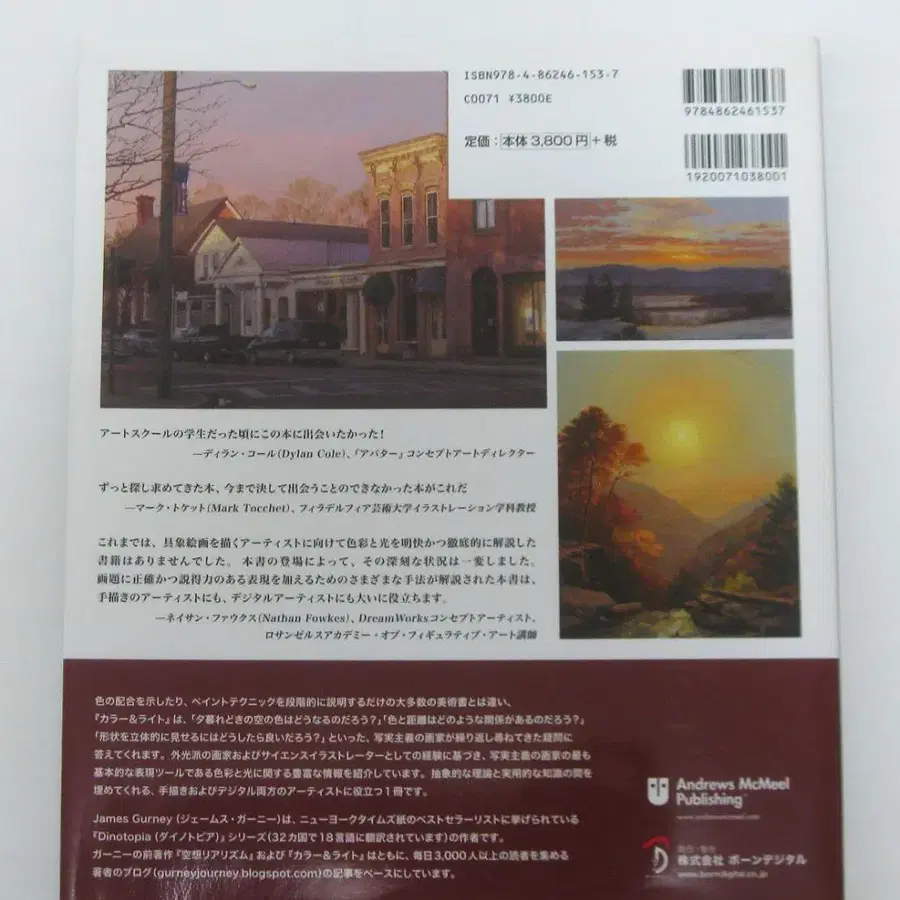 ISBN978-4-86246-153-7
C0071 ¥3800E
定価：本体3,800円+税
9784862461537
1920071038001
アートスクールの学生だった頃にこの本に出会いたかった！
—ディラン・コール（Dylan Cole）、「アバター」コンセプトアートディレクター
ずっと探し求めてきた本、今まで決して出会うことのできなかった本がこれだ
—マーク・トケット（Mark Tocchet）、フィラデルフィア芸術大学イラストレーション学科教授
これまでは、具象絵画を描くアーティストに向けて色彩と光を明快かつ徹底的に解説した
書籍はありませんでした。本書の登場によって、その深刻な状況は一変しました。
画題に正確かつ説得力のある表現を加えるためのさまざまな手法が解説された本書は、
手描きのアーティストにも、デジタルアーティストにも大いに役立ちます。
—ネイサン・ファウクス（Nathan Fowkes）、DreamWorksコンセプトアーティスト、
ロサンゼルスアカデミー・オブ・フィギュラティブ・アート講師
色の配合を示したり、ペイントテクニックを段階的に説明するだけの大多数の美術書とは違い、
『カラー&ライト』は、「夕暮れどきの空の色はどうなるのだろう？」「色と距離はどのような関係があるのだろう？」
「形状を立体的に見せるにはどうしたら良いだろう？」といった、写実主義の画家が繰り返し尋ねてきた疑問に
答えてくれます。外光派の画家およびサイエンスイラストレーターとしての経験に基づき、写実主義の画家の最も
基本的な表現ツールである色彩と光に関する豊富な情報を紹介しています。抽象的な理論と実用的な知識の間を
埋めてくれる、手描きおよびデジタル両方のアーティストに役立つ1冊です。
James Gurney（ジェームス・ガーニー）は、ニューヨークタイムズ紙のベストセラーリストに挙げられている
『Dinotopia（ダイノトピア）』シリーズ（32カ国で18言語に翻訳されています）の作者です。
ガーニーの前著作『空想リアリズム』および『カラー&ライト』はともに、毎日3,000人以上の読者を集める
著者のブログ（gurneyjourney.blogspot.com）の記事をベースにしています。
Andrews McMeel
Publishing
www.andrewsmcmeel.com
株式会社 ボーンデジタル
www.borndigital.co.jp